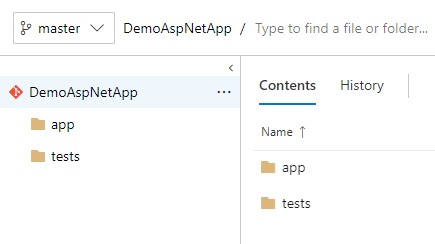 master DemoAspNetApp / Type to find a file or folder...
DemoAspNetApp ...
app
tests
Contents History
Name ↑
app
tests